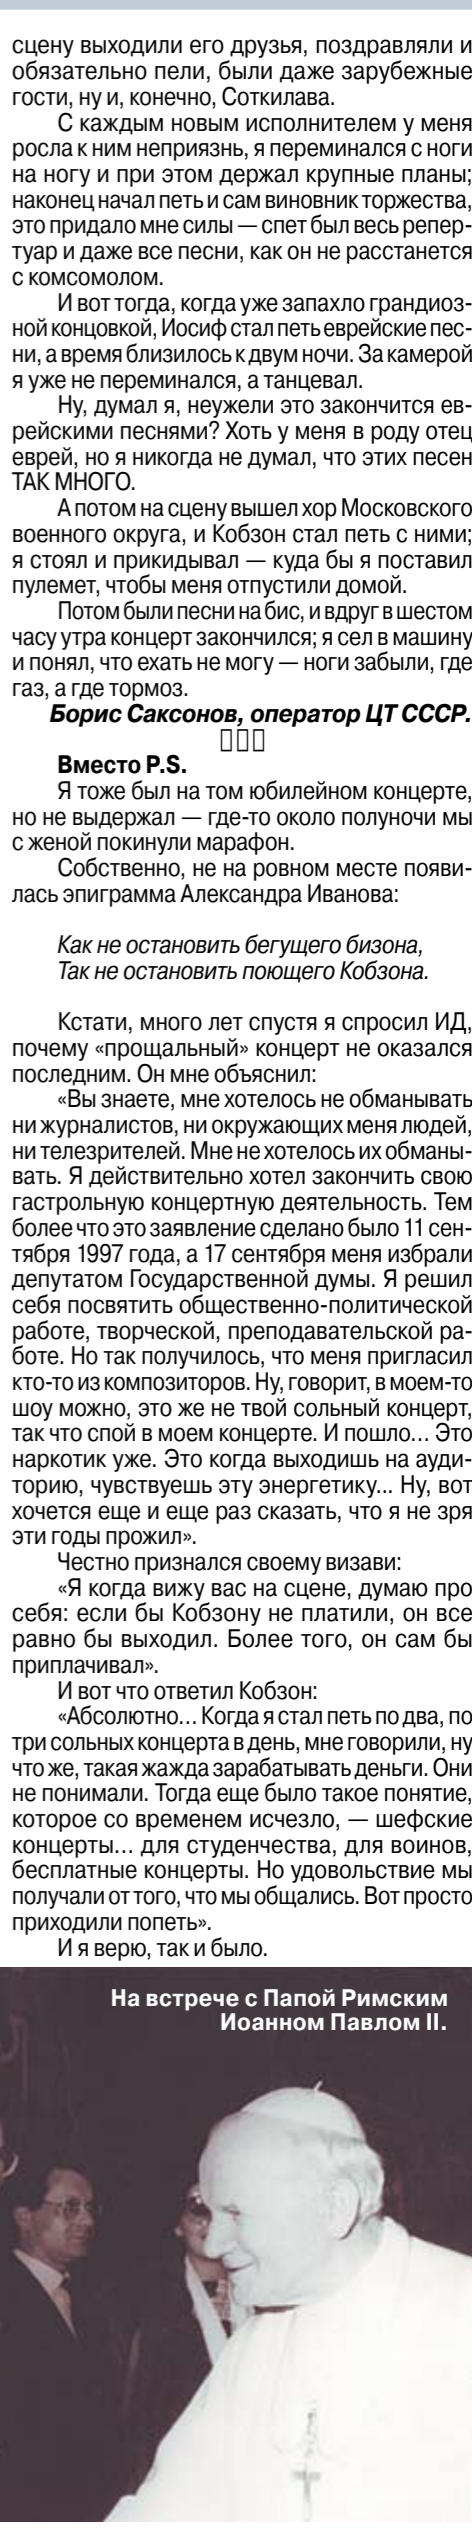 сцену выходили его друзья, поздравляли и
обязательно пели, были даже зарубежные
гости, ну и, конечно, Соткилава.
С каждым новым исполнителем у меня
росла к ним неприязнь, я переминался с ноги
на ногу и при этом держал крупные планы;
наконец начал петь и сам виновник торжества,
это придало мне силы — спет был весь репер-
туар и даже все песни, как он не расстанется
с комсомолом.
И вот тогда, когда уже запахло грандиоз-
ной концовкой, Иосиф стал петь еврейские пес-
ни, а время близилось к двум ночи. За камерой
я уже не переминался, а танцевал.
Ну, думал я, неужели это закончится ев-
рейскими песнями? Хоть у меня в роду отец
еврей, но я никогда не думал, что этих песен
ТАК МНОГО.
А потом на сцену вышел хор Московского
военного округа, и Кобзон стал петь с ними;
я стоял и прикидывал — куда бы я поставил
пулемет, чтобы меня отпустили домой.
Потом были песни на бис, и вдруг в шестом
часу утра концерт закончился; я сел в машину
и понял, что ехать не могу — ноги забыли, где
газ, а где тормоз.
Борис Саксонов, оператор ЦТ СССР.
Вместо P.S.
Я тоже был на том юбилейном концерте,
но не выдержал — где-то около полуночи мы
с женой покинули марафон.
Собственно, не на ровном месте появи-
лась эпиграмма Александра Иванова:
Как не остановить бегущего бизона,
Так не остановить поющего Кобзона.
Кстати, много лет спустя я спросил ИД,
почему «прощальный» концерт не оказался
последним. Он мне объяснил:
«Вы знаете, мне хотелось не обманывать
ни журналистов, ни окружающих меня людей,
ни телезрителей. Мне не хотелось их обманы-
вать. Я действительно хотел закончить свою
гастрольную концертную деятельность. Тем
более что это заявление сделано было 11 сен-
тября 1997 года, а 17 сентября меня избрали
депутатом Государственной думы. Я решил
себя посвятить общественно-политической
работе, творческой, преподавательской ра-
боте. Но так получилось, что меня пригласил
кто-то из композиторов. Ну, говорит, в моем-то
шоу можно, это же не твой сольный концерт,
так что спой в моем концерте. И пошло... Это
наркотик уже. Это когда выходишь на ауди-
торию, чувствуешь эту энергетику... Ну, вот
хочется еще и еще раз сказать, что я не зря
эти годы прожил».
Честно признался своему визави:
«Я когда вижу вас на сцене, думаю про
себя: если бы Кобзону не платили, он все
равно бы выходил. Более того, он сам бы
приплачивал».
И вот что ответил Кобзон:
«Абсолютно... Когда я стал петь по два, по
три сольных концерта в день, мне говорили, ну
что же, такая жажда зарабатывать деньги. Они
не понимали. Тогда еще было такое понятие,
которое со временем исчезло, — шефские
концерты... для студенчества, для воинов,
бесплатные концерты. Но удовольствие мы
получали от того, что мы общались. Вот просто
приходили попеть».
И я верю, так и было.
На встрече с Папой Римским
Иоанном Павлом II.